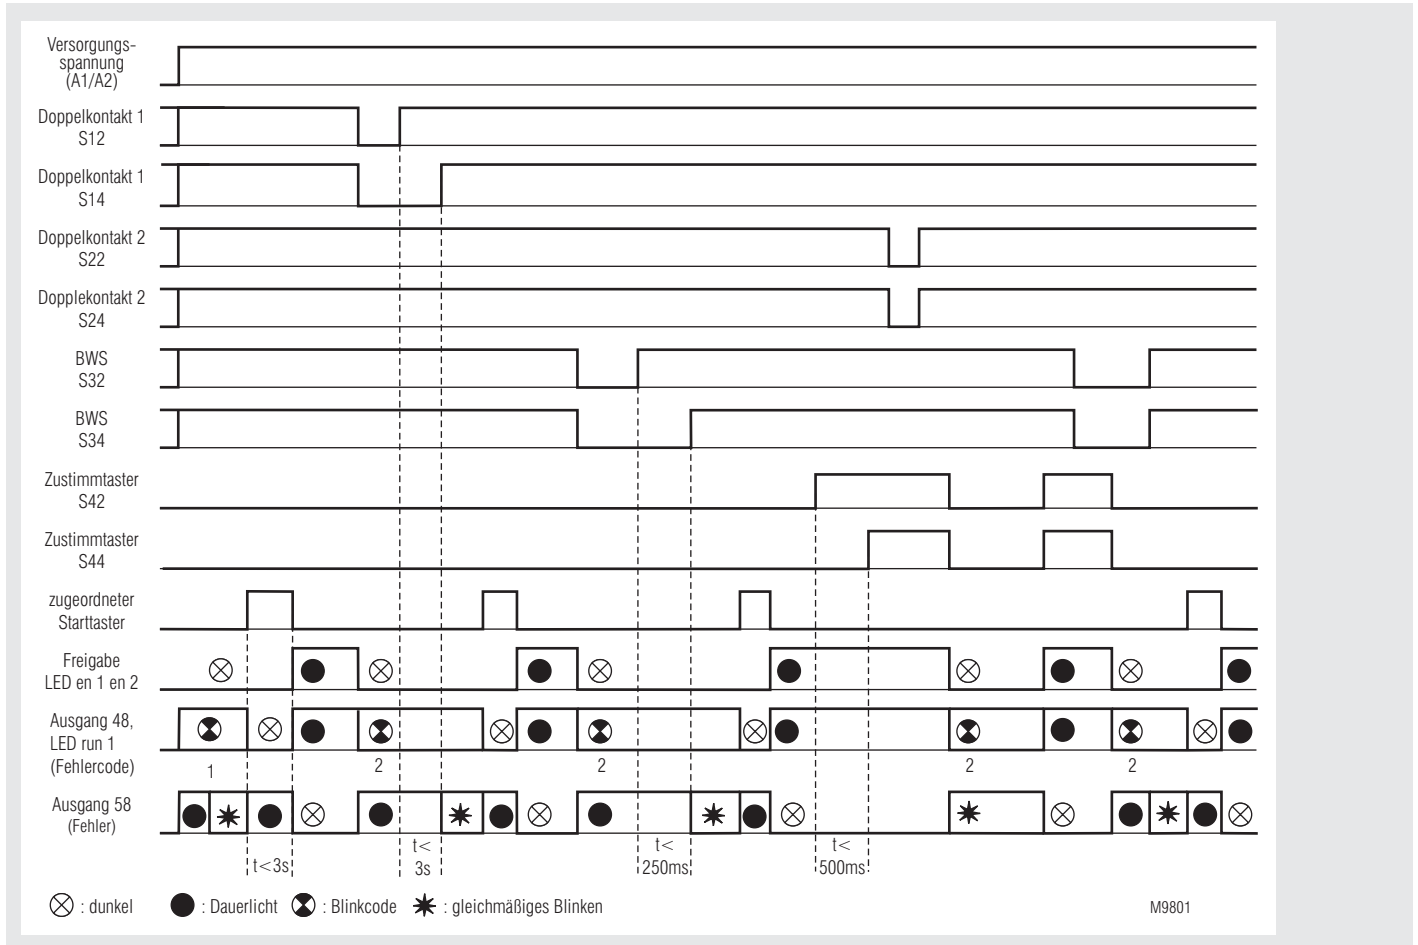 Versorgungs-
spannung
(A1/A2)
Doppelkontakt 1
S12
Doppelkontakt 1
S14
Doppelkontakt 2
S22
Dopplekontakt 2
S24
BWS
S32
BWS
S34
Zustimmtaster
S42
Zustimmtaster
S44
zugeordneter
Starttaster
Freigabe
LED en 1 en 2
Ausgang 48,
LED run 1
(Fehlercode)
1
2
2
2
2
Ausgang 58
(Fehler)
t<3s
t<
3s
t<
250ms
t<
500ms
: dunkel
: Dauerlicht
: Blinkcode
: gleichmäßiges Blinken
M9801